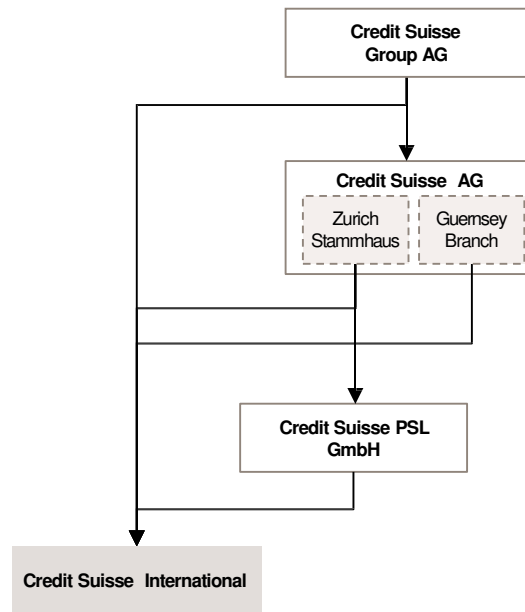 Credit Suisse
Group AG
Credit Suisse AG
Zurich
Stammhaus
Guernsey
Branch
Credit Suisse PSL
GmbH
Credit Suisse International